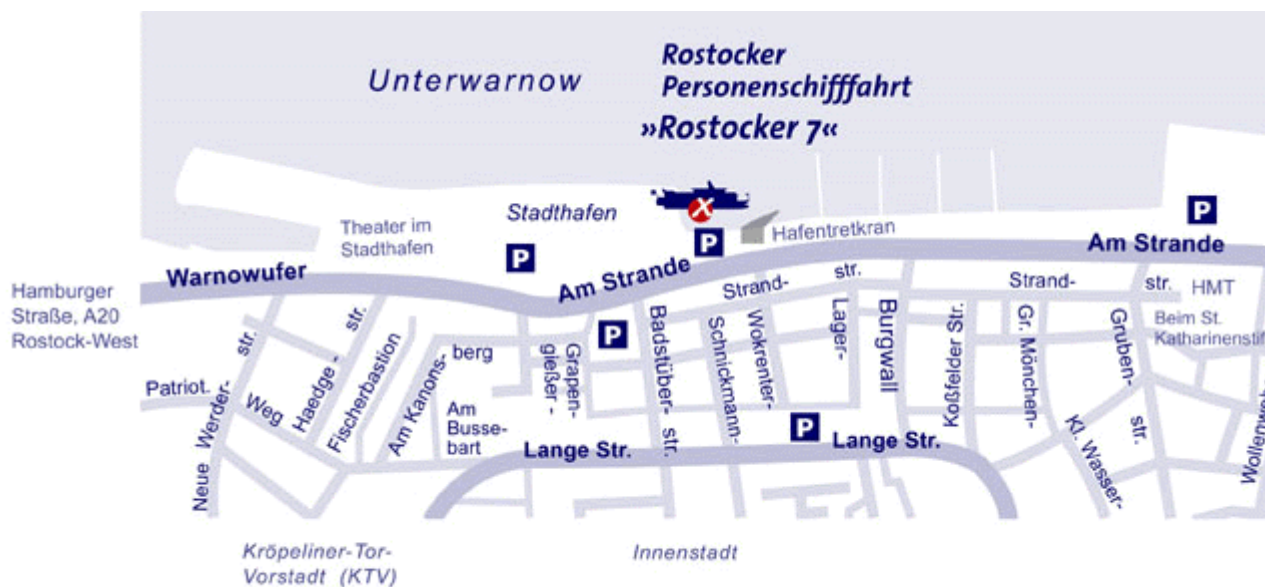 Unterwarnow
Rostocker
Personenschifffahrt
»Rostocker 7«
Stadthafen
Theater im
Stadthafen
P
P
P
Hafentretkran
Am Strande
Warnowufer
Am Strande
Hamburger
Straße, A20
Rostock-West
Strand-
str.
Strand-
str.
HMT
Beim St.
Katharinenstif
P
Patriot.
Weg
Neue Werder-
str.
Haedge-
str.
Fischerbastion
Am Kanons-
berg
Am
Busse-
bart
Grapen-
gießer-
Badstüber-
str.
Schnickmann-
Wokrenter-
Lager-
Burgwall
Koßfelder Str.
Gr. Mönchen-
Gruben-
str.
Kl. Wasser-
P
Lange Str.
Lange Str.
Kröpeliner-Tor-
Vorstadt (KTV)
Innenstadt